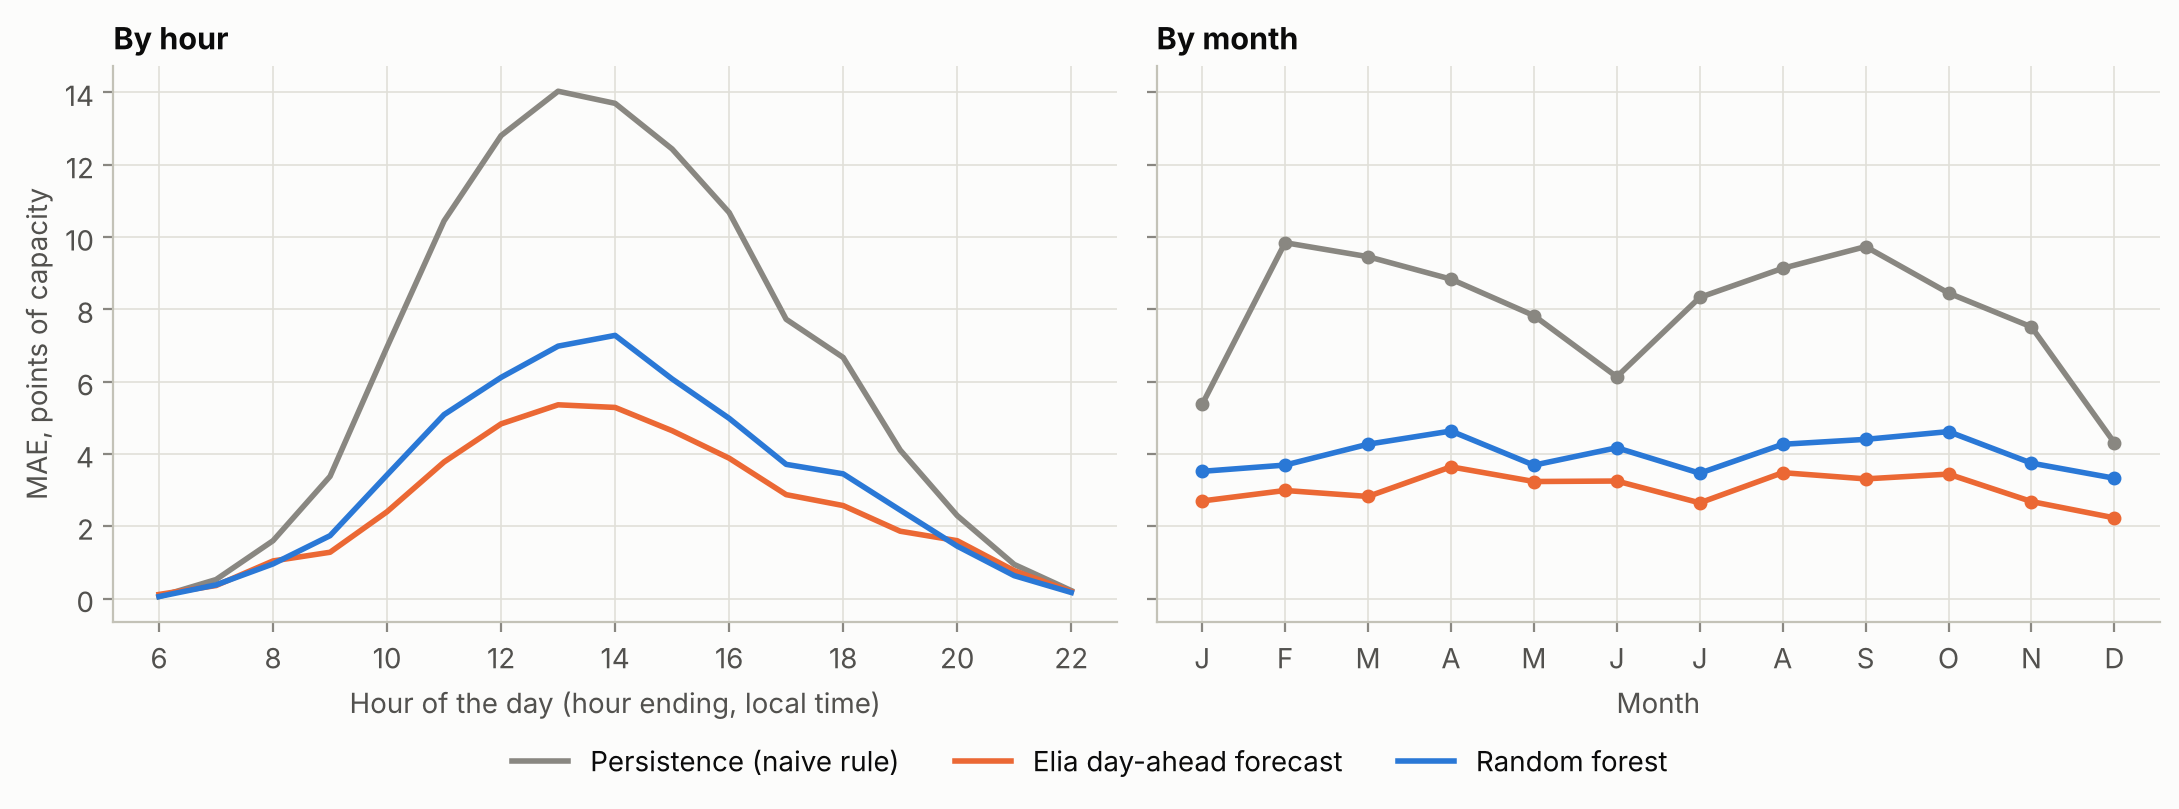 By hour
By month
MAE, points of capacity
14
12
10
8
6
4
2
0
6 8 10 12 14 16 18 20 22
J F M A M J J A S O N D
Hour of the day (hour ending, local time)
Month
Persistence (naive rule) Elia day-ahead forecast Random forest